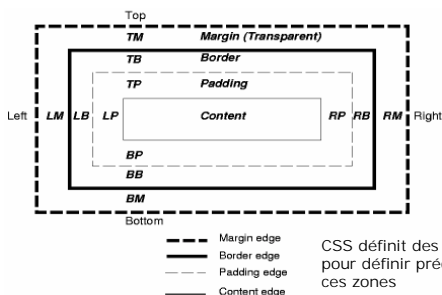 Top
TM Margin (Transparent)
TB Border
TP Padding
Left LM LB LP Content RP RB RM Right
BP
BB
BM
Bottom
Margin edge
Border edge
Padding edge
Content edge
CSS définit des
pour définir
ces zones